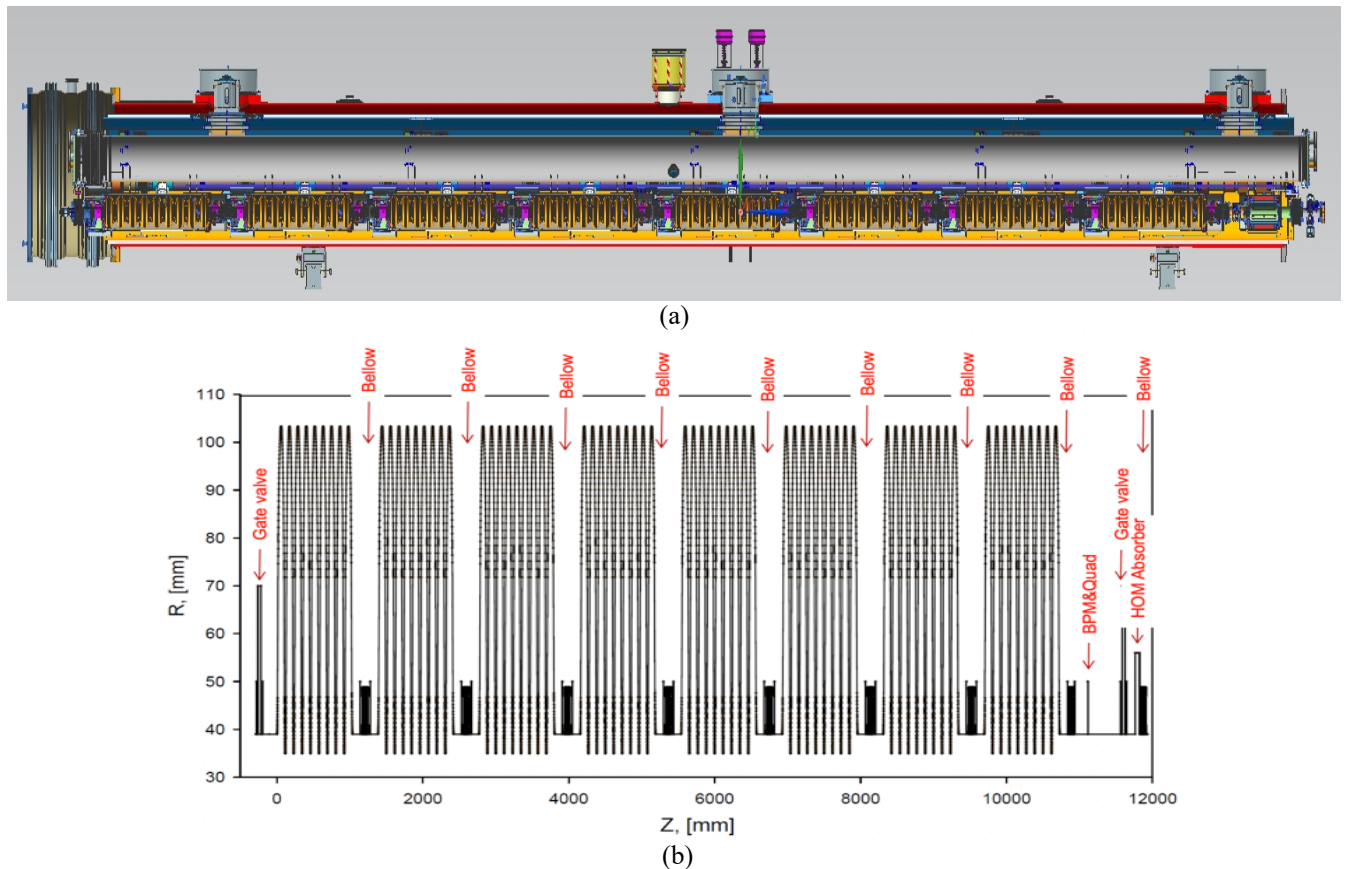 (a)
Bellow
Bellow
Bellow
Bellow
Bellow
Bellow
Bellow
Bellow
Bellow
Gate valve
BPM&Quad
Gate valve
HOM Absorber
R, [mm]
110
100
90
80
70
60
50
40
30
0
2000
4000
6000
8000
10000
12000
Z, [mm]
(b)